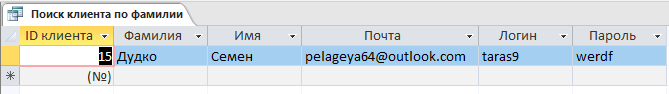 Поиск клиента по фамилии
ID клиента Фамилия Имя Почта Логин Пароль
15 Дудко Семен pelageya64@outlook.com taras9 werdf
* (№)